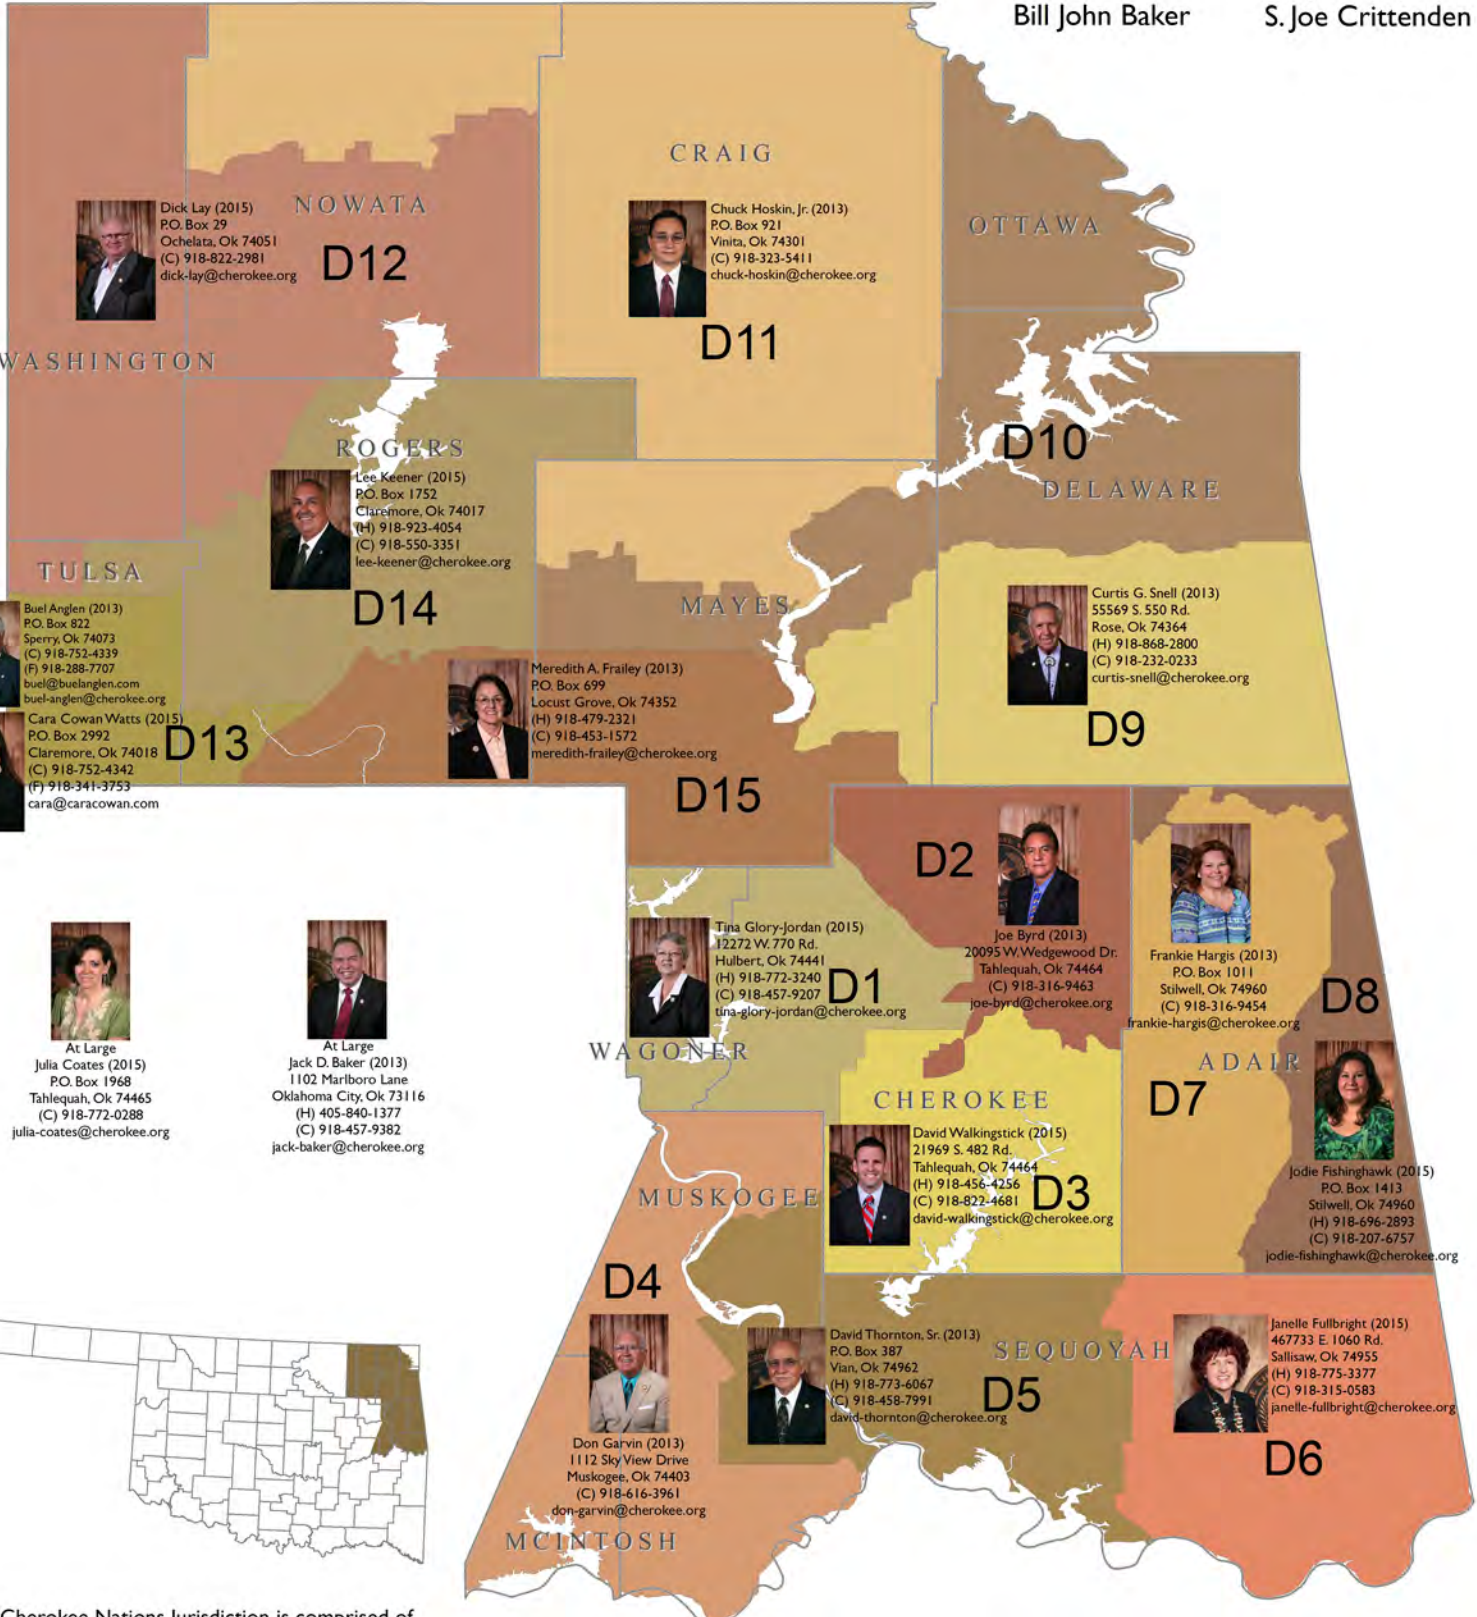 Bill John Baker
S. Joe Crittenden
CRAIG
NOWATA
OTTAWA
Dick Lay (2015)
P.O. Box 29
Ochelata, Ok 74051
(C) 918-822-2981
dick-lay@cherokee.org
D12
Chuck Hoskin, Jr. (2013)
P.O. Box 921
Vinita, Ok 74301
(C) 918-323-5411
chuck-hoskin@cherokee.org
D11
WASHINGTON
D10
DELAWARE
ROGERS
Lee Keener (2015)
P.O. Box 1752
Claremore, Ok 74017
(H) 918-923-4054
(C) 918-550-3351
lee-keener@cherokee.org
D14
TULSA
Buel Anglen (2013)
P.O. Box 822
Sperry, Ok 74073
(C) 918-752-4339
(F) 918-288-7707
buel@buelanglen.com
buel-anglen@cherokee.org
Cara Cowan Watts (2015)
P.O. Box 2992
Claremore, Ok 74018
(C) 918-752-4342
(F) 918-341-3753
cara@caracowan.com
D13
MAYES
Meredith A. Frailey (2013)
P.O. Box 699
Locust Grove, Ok 74352
(H) 918-479-2321
(C) 918-453-1572
meredith-frailey@cherokee.org
D15
Curtis G. Snell (2013)
55569 S. 550 Rd.
Rose, Ok 74364
(H) 918-868-2800
(C) 918-232-0233
curtis-snell@cherokee.org
D9
D2
Joe Byrd (2013)
20095 W. Wedgewood Dr.
Tahlequah, Ok 74464
(C) 918-316-9463
joe-byrd@cherokee.org
Frankie Hargis (2013)
P.O. Box 1011
Stilwell, Ok 74960
(C) 918-316-9454
frankie-hargis@cherokee.org
D8
Tina Glory-Jordan (2015)
12272 W. 770 Rd.
Hulbert, Ok 74441
(H) 918-772-3240
(C) 918-457-9207
tina-glory-jordan@cherokee.org
D1
WAGONER
At Large
Julia Coates (2015)
P.O. Box 1968
Tahlequah, Ok 74465
(C) 918-772-0288
julia-coates@cherokee.org
At Large
Jack D. Baker (2013)
1102 Marlboro Lane
Oklahoma City, Ok 73116
(H) 405-840-1377
(C) 918-457-9382
jack-baker@cherokee.org
ADAIR
D7
CHEROKEE
David Walkingstick (2015)
21969 S. 482 Rd.
Tahlequah, Ok 74464
(H) 918-456-4256
(C) 918-822-4681
david-walkingstick@cherokee.org
D3
Jodie Fishinghawk (2015)
P.O. Box 1413
Stilwell, Ok 74960
(H) 918-696-2893
(C) 918-207-6757
jodie-fishinghawk@cherokee.org
MUSKOGEE
D4
Don Garvin (2013)
1112 Sky View Drive
Muskogee, Ok 74403
(C) 918-616-3961
don-garvin@cherokee.org
MCINTOSH
David Thornton, Sr. (2013)
P.O. Box 387
Vian, Ok 74962
(H) 918-773-6067
(C) 918-458-7991
david-thornton@cherokee.org
SEQUOYAH
D5
Janelle Fullbright (2015)
467733 E. 1060 Rd.
Sallisaw, Ok 74955
(H) 918-775-3377
(C) 918-315-0583
janelle-fullbright@cherokee.org
D6
Cherokee Nations Jurisdiction is comprised of